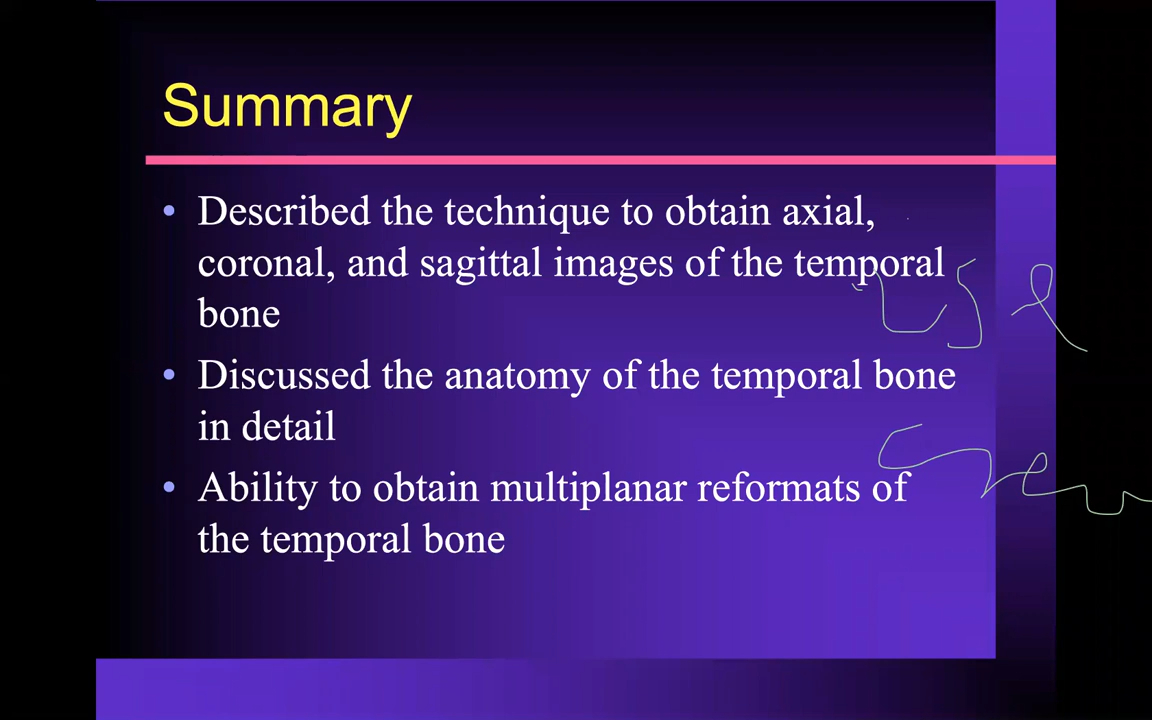 Summary
• Described the technique to obtain axial,
coronal, and sagittal images of the temporal
bone
• Discussed the anatomy of the temporal bone
in detail
• Ability to obtain multiplanar reformats of
the temporal bone